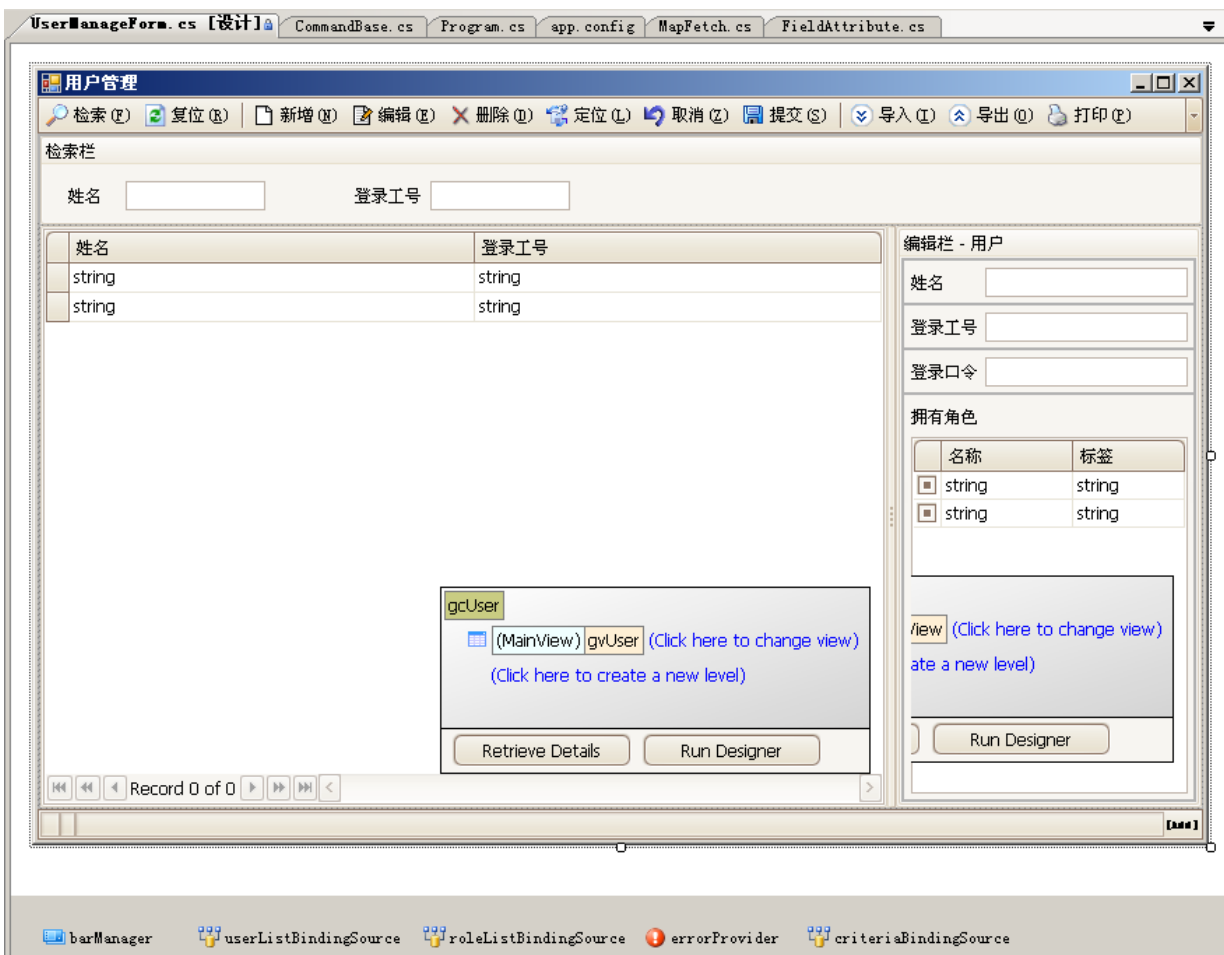 UserManageForm.cs [设计] CommandBase.cs Program.cs app.config MapFetch.cs FieldAttribute.cs
用户管理
检索(F) 复位(R) 新增(N) 编辑(E) 删除(D) 定位(L) 取消(Z) 提交(S) 导入(I) 导出(O) 打印(P)
检索栏
姓名 登录工号
姓名 登录工号
string string
string string
gcUser
(MainView) gvUser (Click here to change view)
(Click here to create a new level)
Retrieve Details Run Designer
Record 0 of 0
编辑栏 - 用户
姓名
登录工号
登录口令
拥有角色
名称 标签
string string
string string
View (Click here to change view)
ate a new level)
Run Designer
[Add]
barManager userListBindingSource roleListBindingSource errorProvider criteriaBindingSource